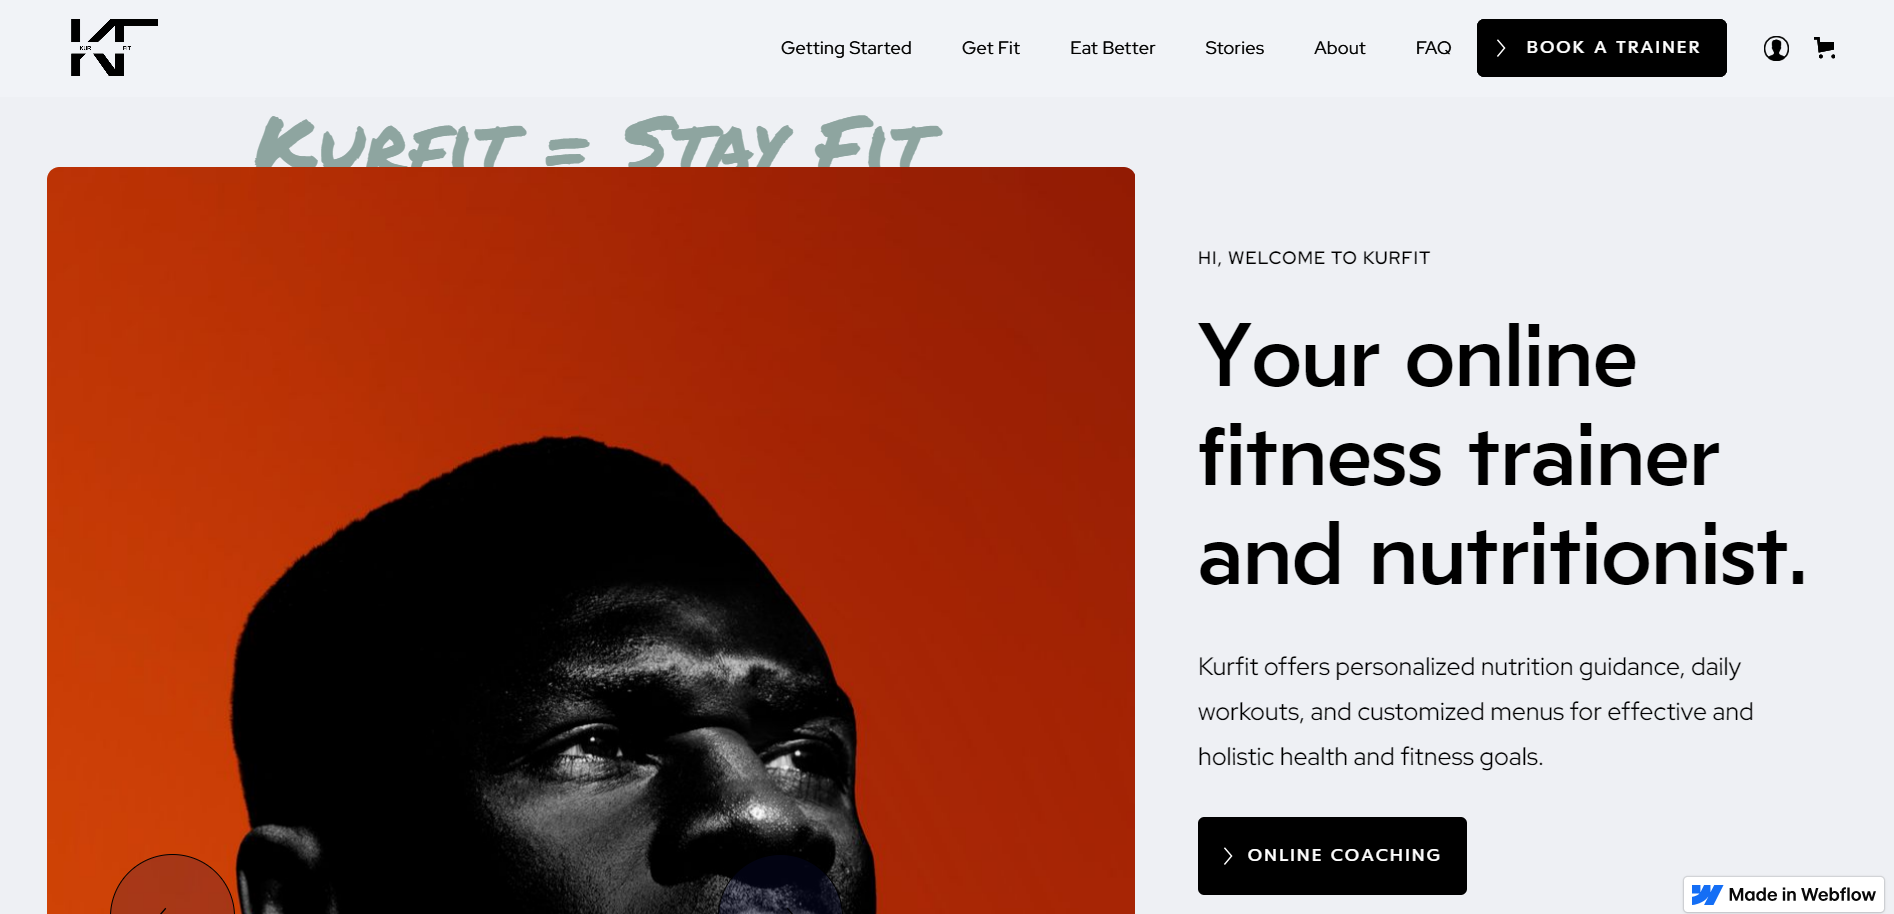 KUR FIT
Getting Started
Get Fit
Eat Better
Stories
About
FAQ
BOOK A TRAINER
KURFIT = STAY FIT
HI, WELCOME TO KURFIT
Your online
fitness trainer
and nutritionist.
Kurfit offers personalized nutrition guidance, daily
workouts, and customized menus for effective and
holistic health and fitness goals.
ONLINE COACHING
Made in Webflow